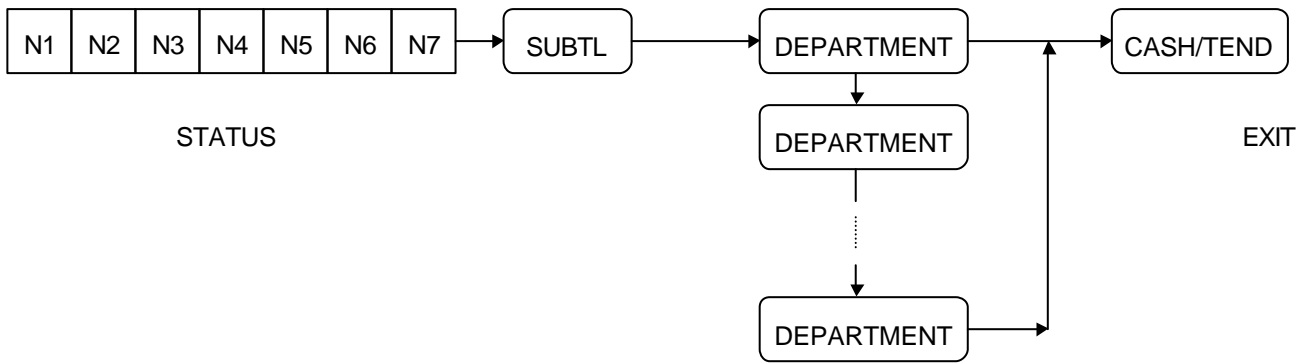 N1 N2 N3 N4 N5 N6 N7 SUBTL DEPARTMENT CASH/TEND
STATUS DEPARTMENT EXIT
DEPARTMENT